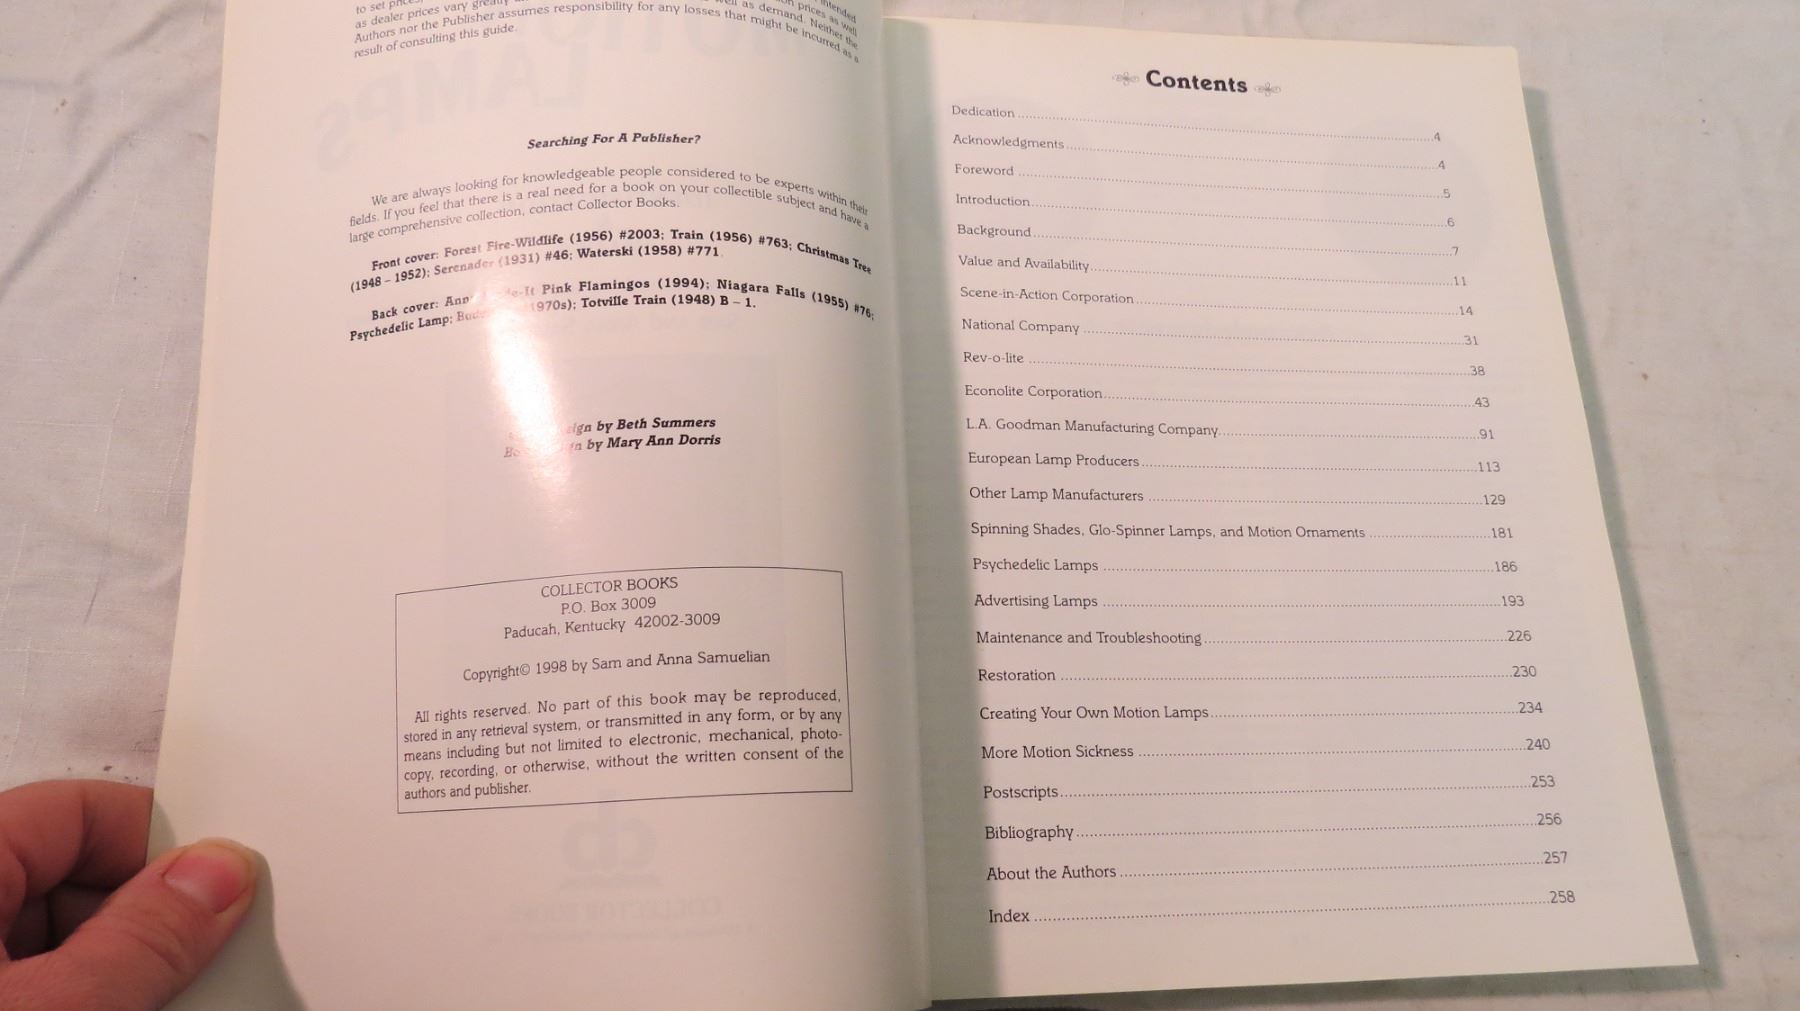 to set prices,
as dealer prices vary greatly
as demand. Neither the
Authors nor the Publisher assumes responsibility for any losses that might be incurred as a
result of consulting this guide.
Searching For A Publisher?
We are always looking for knowledgeable people considered to be experts within their
fields. If you feel that there is a real need for a book on your collectible subject and have a
large comprehensive collection, contact Collector Books.
Front cover: Forest Fire-Wildlife (1956) #2003; Train (1956) #763; Christmas Tree
(1948 – 1952); Serenader (1931) #46; Waterski (1958) #771.
Back cover: Pink Flamingos (1994); Niagara Falls (1955) #76;
Psychedelic Lamp; 1970s); Totville Train (1948) B – 1.
by Beth Summers
by Mary Ann Dorris
COLLECTOR BOOKS
P.O. Box 3009
Paducah, Kentucky 42002-3009
Copyright© 1998 by Sam and Anna Samuelian
All rights reserved. No part of this book may be reproduced,
stored in any retrieval system, or transmitted in any form, or by any
means including but not limited to electronic, mechanical, photo-
copy, recording, or otherwise, without the written consent of the
authors and publisher.
Contents
Dedication 4
Acknowledgments 4
Foreword 5
Introduction 6
Background 7
Value and Availability 11
Scene-in-Action Corporation 14
National Company 31
Rev-o-lite 38
Econolite Corporation 43
L.A. Goodman Manufacturing Company 91
European Lamp Producers 113
Other Lamp Manufacturers 129
Spinning Shades, Glo-Spinner Lamps, and Motion Ornaments 181
Psychedelic Lamps 186
Advertising Lamps 193
Maintenance and Troubleshooting 226
Restoration 230
Creating Your Own Motion Lamps 234
More Motion Sickness 240
Postscripts 253
Bibliography 256
About the Authors 257
Index 258